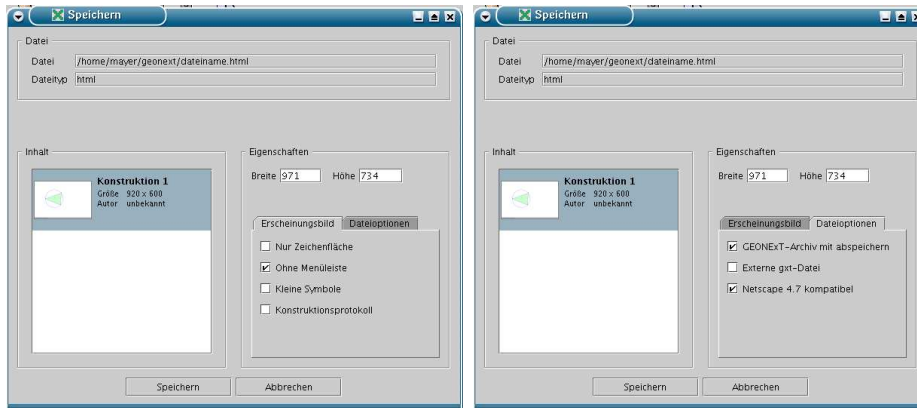 Speichern
Datei
Datei /home/mayer/geonext/dateiname.html
Dateityp html
Inhalt
Konstruktion 1
Größe 920 x 600
Autor unbekannt
Eigenschaften
Breite 971 Höhe 734
Erscheinungsbild Dateioptionen
Nur Zeichenfläche
Ohne Menüleiste
Kleine Symbole
Konstruktionsprotokoll
Speichern Abbrechen
Speichern
Datei
Datei /home/mayer/geonext/dateiname.html
Dateityp html
Inhalt
Konstruktion 1
Größe 920 x 600
Autor unbekannt
Eigenschaften
Breite 971 Höhe 734
Erscheinungsbild Dateioptionen
GEONExT-Archiv mit abspeichern
Externe gxt-Datei
Netscape 4.7 kompatibel
Speichern Abbrechen